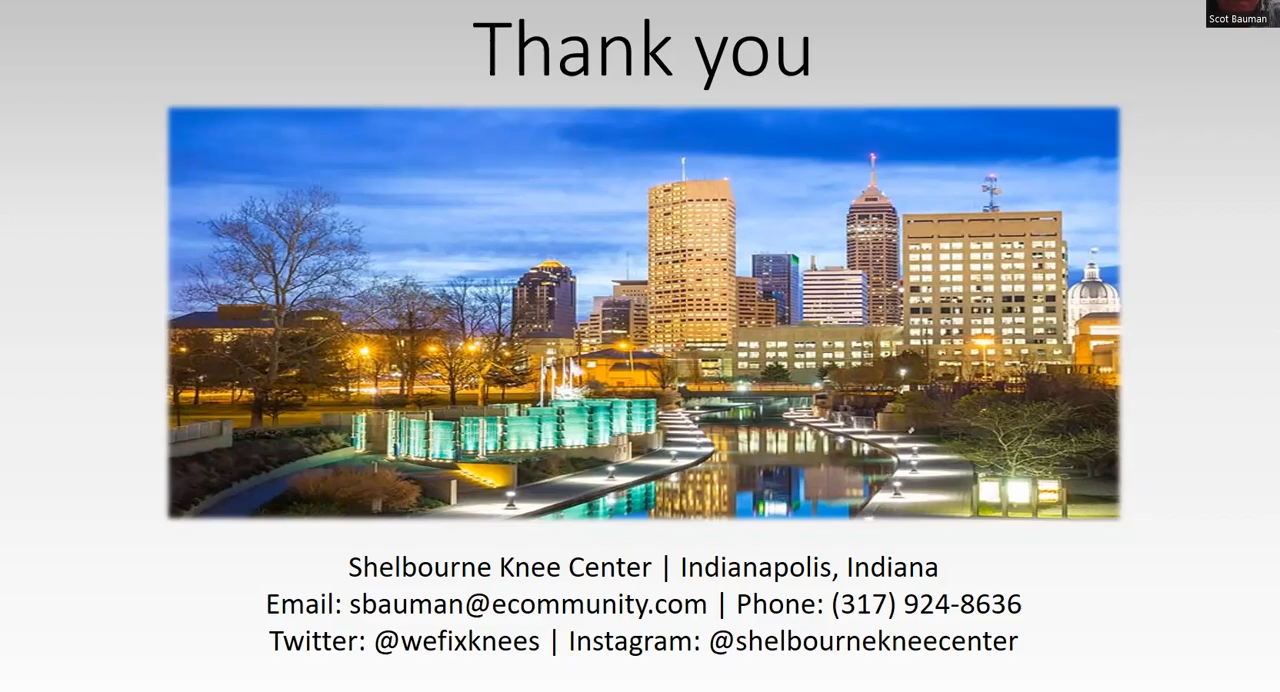 Scot Bauman
Thank you
Shelbourne Knee Center | Indianapolis, Indiana
Email: sbauman@ecommunity.com | Phone: (317) 924-8636
Twitter: @wefixknees | Instagram: @shelbournekneecenter